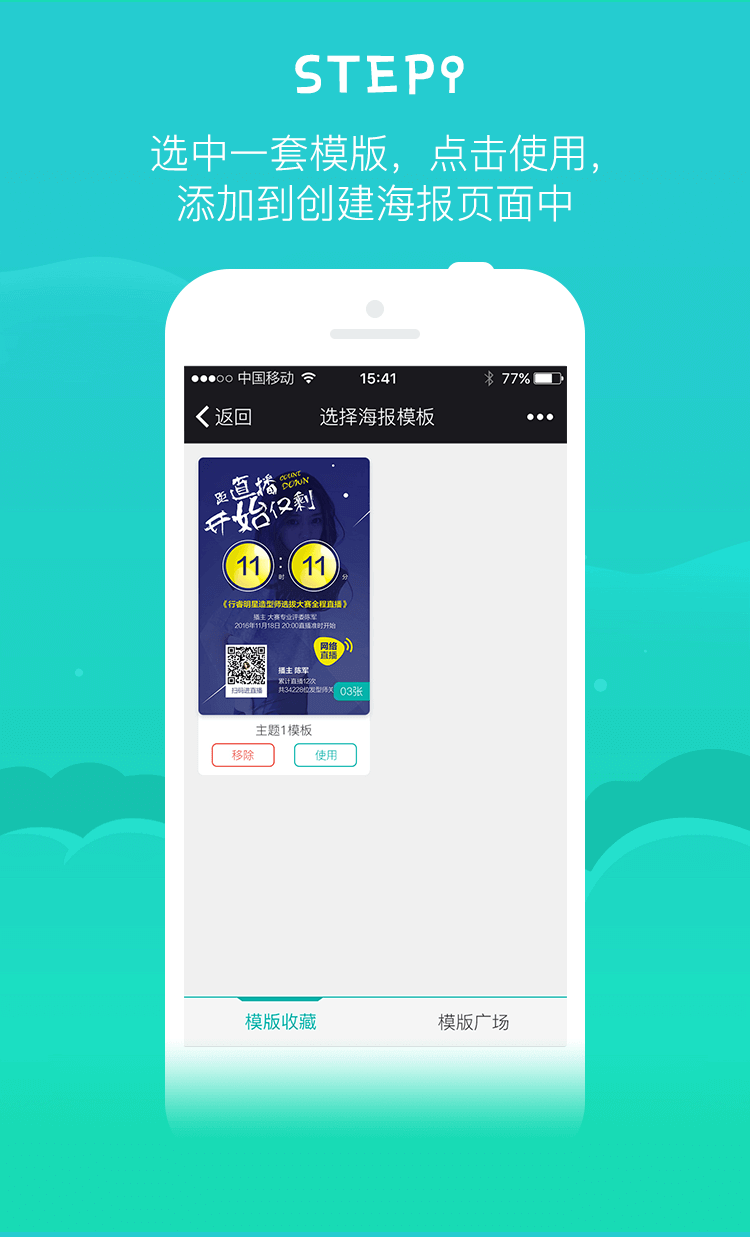 STEP1
选中一套模版，点击使用，
添加到创建海报页面中
中国移动 15:41 77%
返回 选择海报模板
距直播 COUNT DOWN
开始仅剩
11 时 11 分
《行睿明星造型师选拔大赛全程直播》
播主 大赛专业评委陈军
2016年11月18日 20:00直播准时开始
网络
直播
播主 陈军
累计直播12次
扫码进直播 共34228位发型师关
03张
主题1模板
移除 使用
模版收藏 模版广场